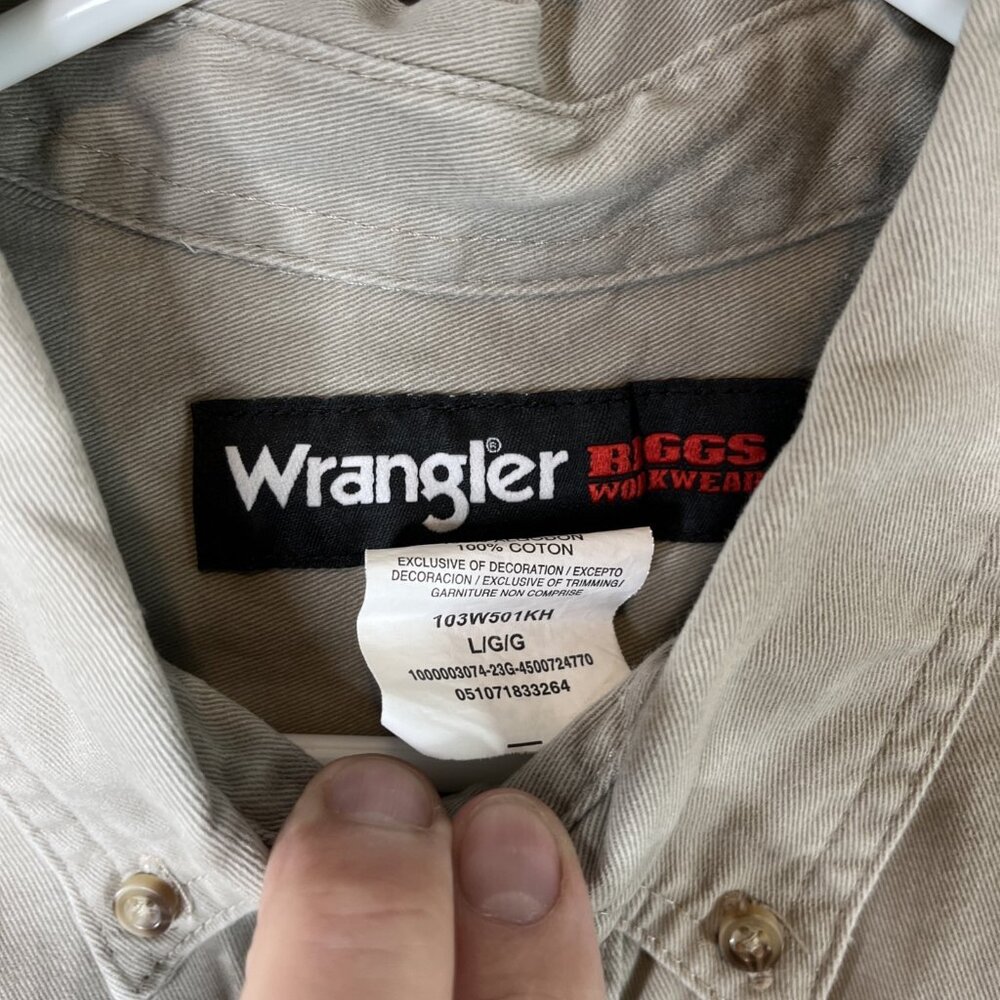 Wrangler®
RIGGS
WORKWEAR
100% COTON
EXCLUSIVE OF DECORATION / EXCEPTO
DECORACION / EXCLUSIVE OF TRIMMING/
GARNITURE NON COMPRISE
103W501KH
L/G/G
1000003074-23G-4500724770
051071833264